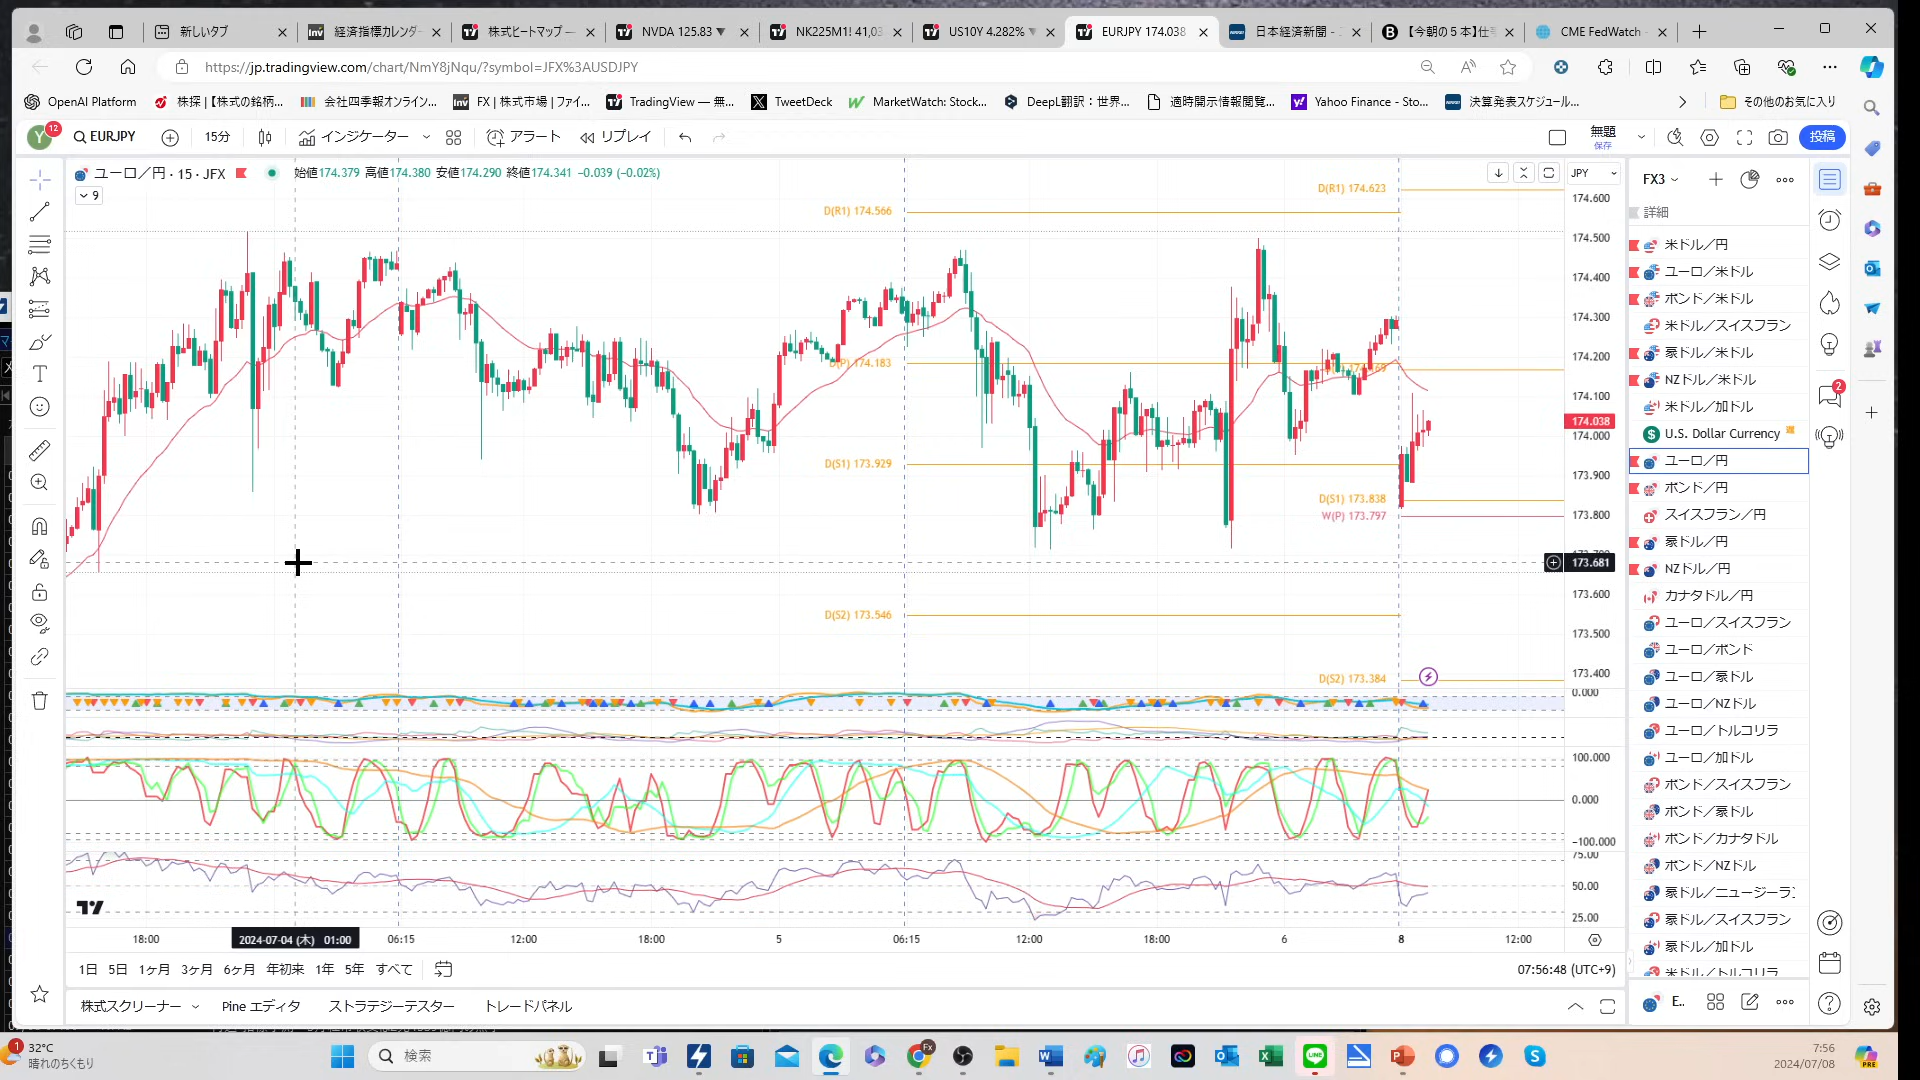 新しいタブ
経済指標カレンダ
株式ヒートマップ —
NVDA 125.83 ▼
NK225M1! 41,03
US10Y 4.282% ▼
EURJPY 174.038
日本経済新聞 -
【今朝の５本】仕
CME FedWatch
https://jp.tradingview.com/chart/NmY8jNqu/?symbol=JFX%3AUSDJPY
OpenAI Platform
株探 | 【株式の銘柄...
会社四季報オンライン...
FX | 株式市場 | ファイ...
TradingView — 無...
TweetDeck
MarketWatch: Stock...
DeepL翻訳：世界...
適時開示情報閲覧...
Yahoo Finance - Sto...
決算発表スケジュール...
その他のお気に入り
Y 12
EURJPY
15分
インジケーター
アラート
リプレイ
無題
保存
投稿
ユーロ／円 · 15 · JFX
始値174.379 高値174.380 安値174.290 終値174.341 −0.039 (−0.02%)
9
JPY
D(R1) 174.623
D(R1) 174.566
D(P) 174.183
D(S1) 173.929
D(S1) 173.838
W(P) 173.797
D(S2) 173.546
D(S2) 173.384
174.600
174.500
174.400
174.300
174.200
174.100
174.038
174.000
173.900
173.800
173.681
173.600
173.500
173.400
0.000
100.000
0.000
−100.000
75.00
50.00
25.00
18:00
2024-07-04 (木) 01:00
06:15
12:00
18:00
5
06:15
12:00
18:00
6
8
12:00
1日 5日 1ヶ月 3ヶ月 6ヶ月 年初来 1年 5年 すべて
07:56:48 (UTC+9)
株式スクリーナー
Pine エディタ
ストラテジーテスター
トレードパネル
FX3
詳細
米ドル／円
ユーロ／米ドル
ポンド／米ドル
米ドル／スイスフラン
豪ドル／米ドル
NZドル／米ドル
米ドル／加ドル
U.S. Dollar Currency
ユーロ／円
ポンド／円
スイスフラン／円
豪ドル／円
NZドル／円
カナダドル／円
ユーロ／スイスフラン
ユーロ／ポンド
ユーロ／豪ドル
ユーロ／NZドル
ユーロ／トルコリラ
ユーロ／加ドル
ポンド／スイスフラン
ポンド／豪ドル
ポンド／カナダドル
ポンド／NZドル
豪ドル／ニュージーラン
豪ドル／スイスフラン
豪ドル／加ドル
米ドル／トルコリラ
E..
2
1
32°C
晴れのちくもり
検索
7:56
2024/07/08